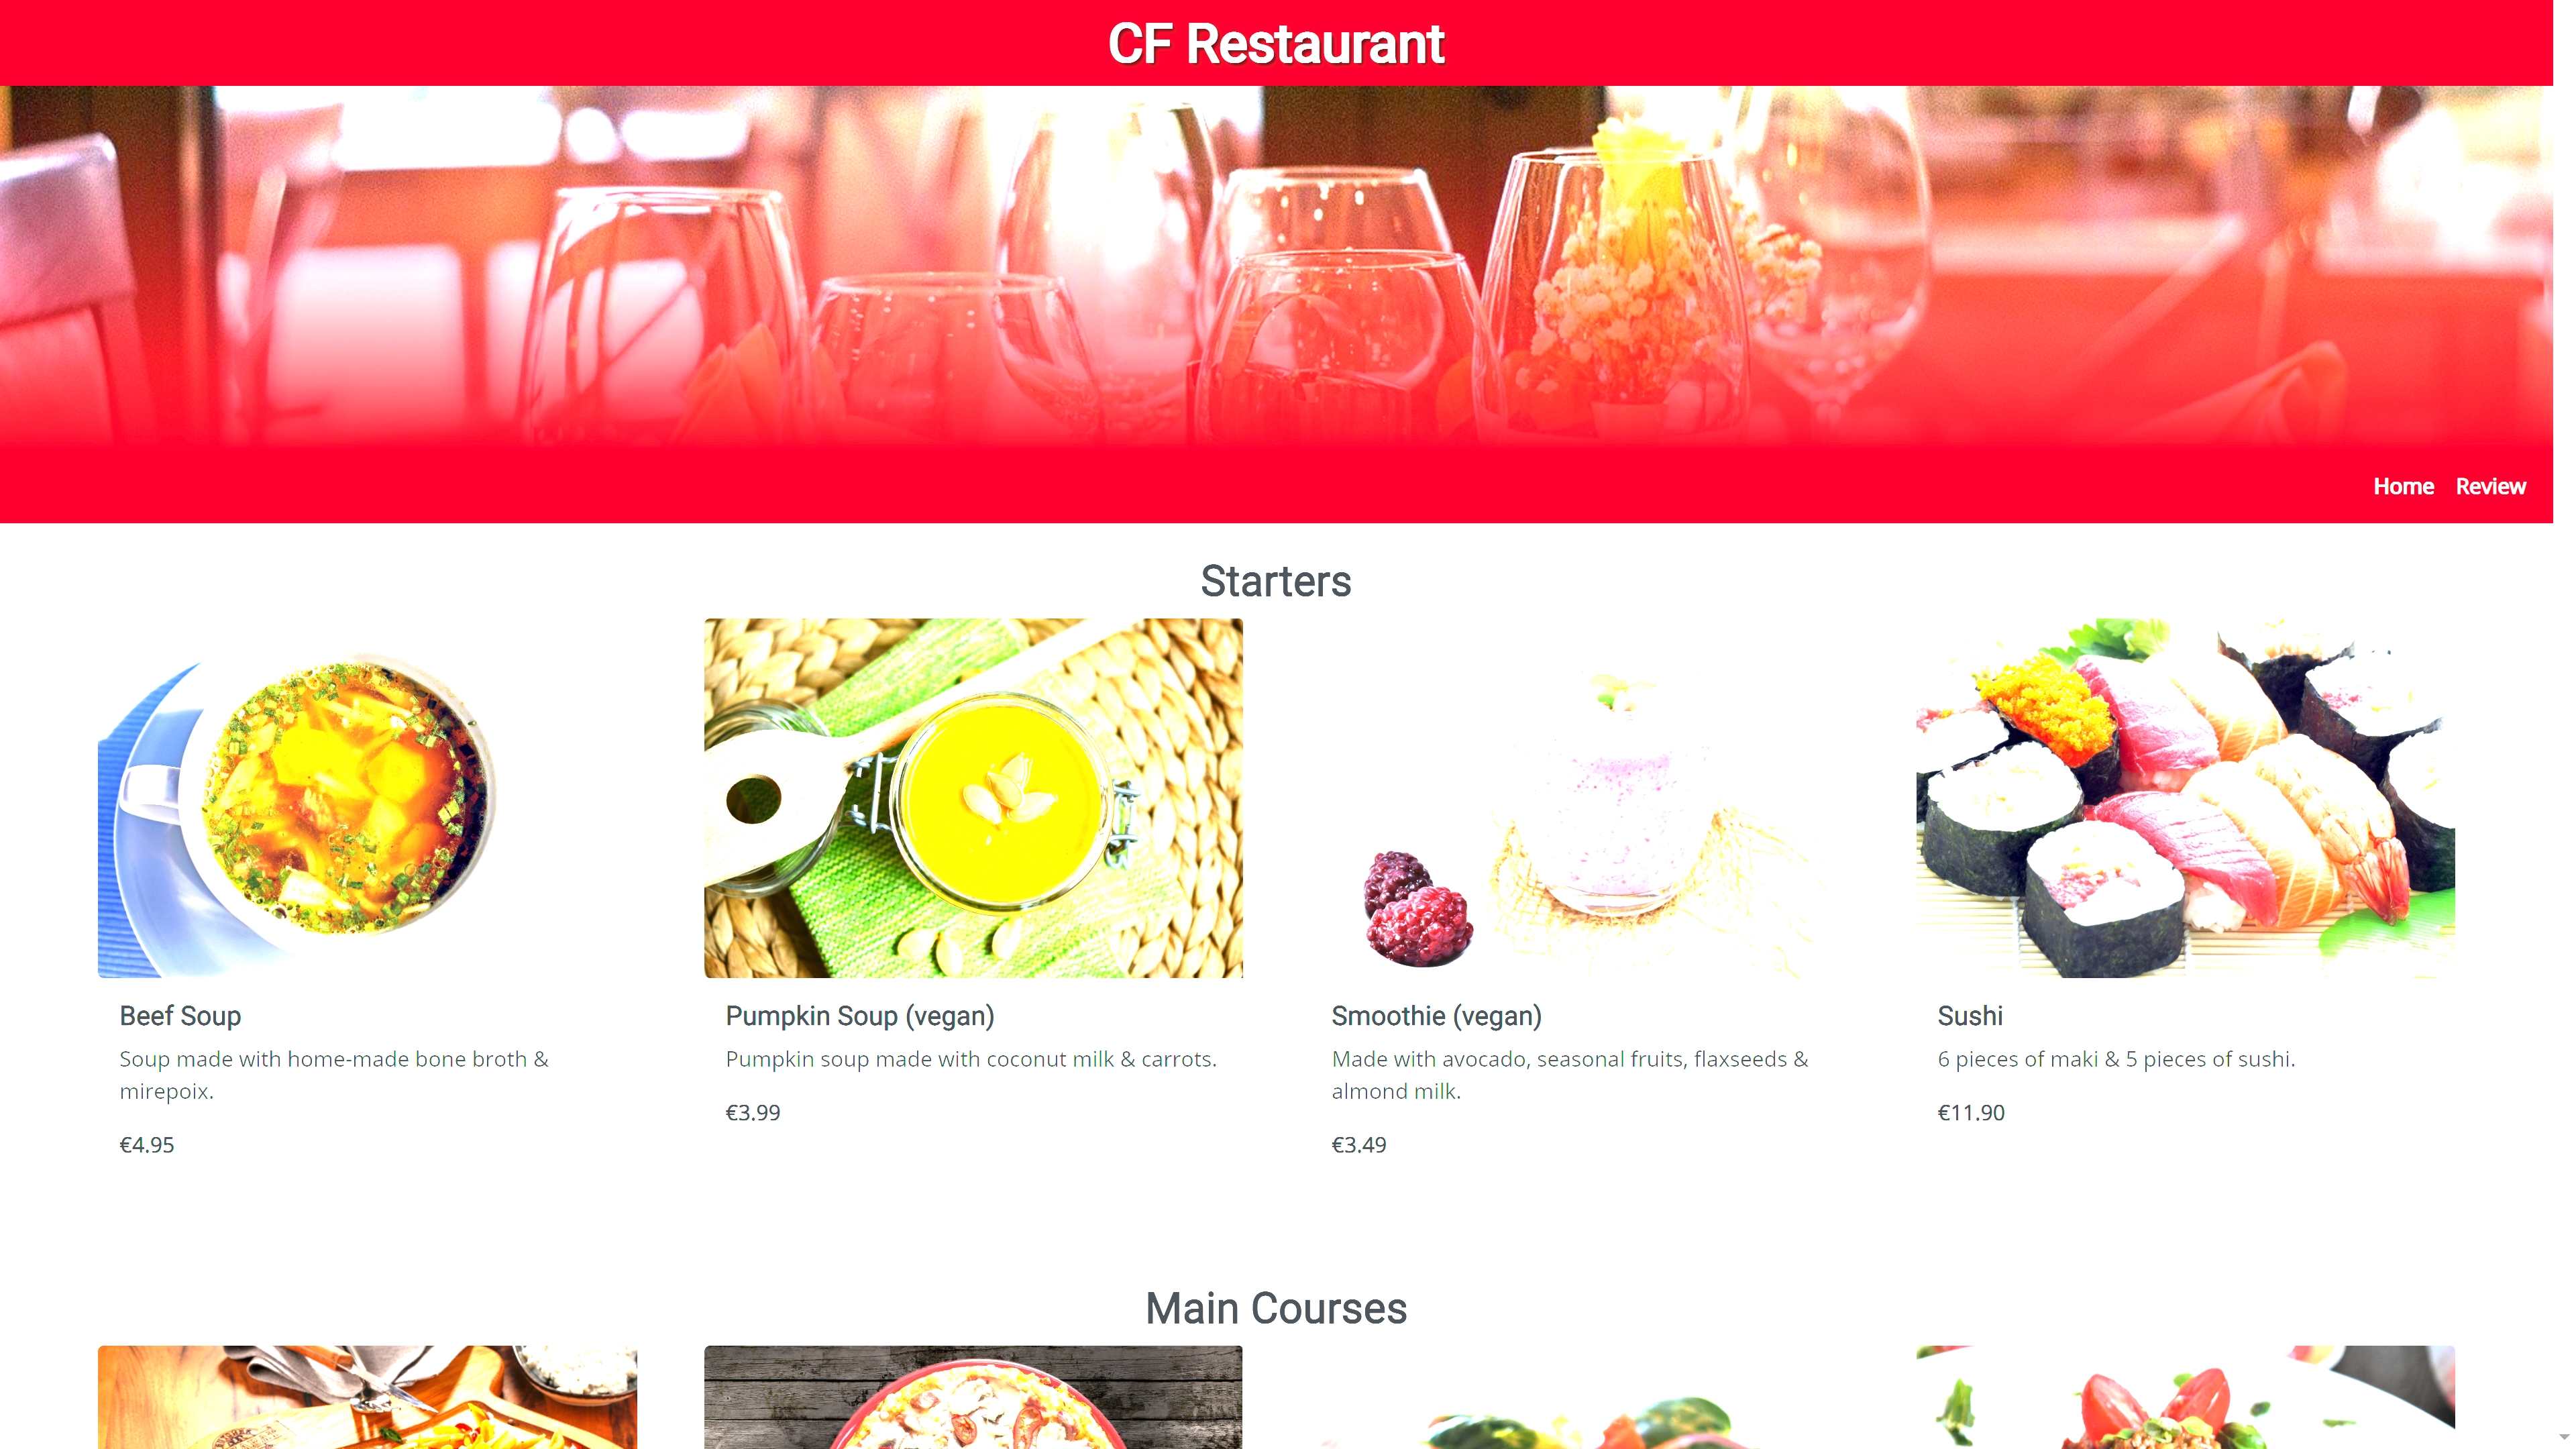 CF Restaurant
Home Review
Starters
Beef Soup
Soup made with home-made bone broth &
mirepoix.
€4.95
Pumpkin Soup (vegan)
Pumpkin soup made with coconut milk & carrots.
€3.99
Smoothie (vegan)
Made with avocado, seasonal fruits, flaxseeds &
almond milk.
€3.49
Sushi
6 pieces of maki & 5 pieces of sushi.
€11.90
Main Courses